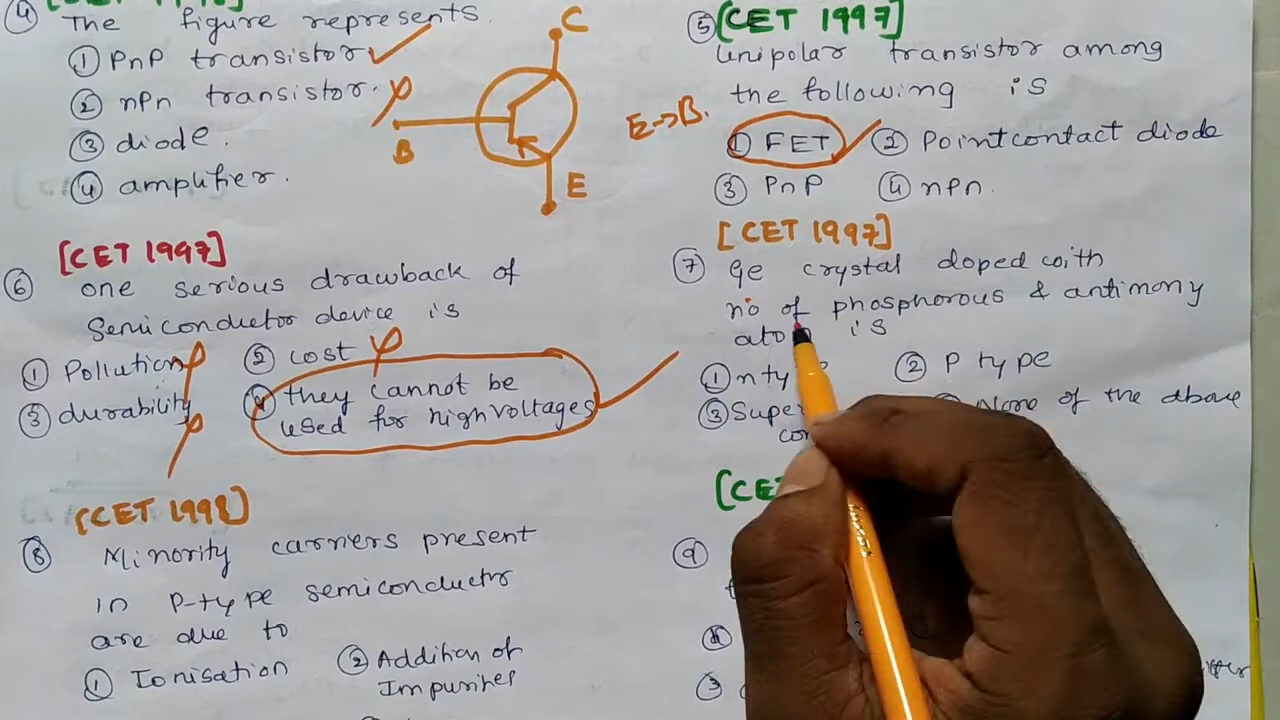 ④ The figure represents.
① PnP transistor
② nPn transistor.
③ diode.
④ amplifier.
C
B
E
E→B.
⑤ [CET 1997]
Unipolar transistor among
the following is
① FET ② Pointcontact diode
③ PnP ④ nPn.
[CET 1997]
⑥ one serious drawback of
Semiconductor device is
① Pollution ② cost
③ durability ④ they cannot be
used for highvoltages
[CET 1997]
⑦ Ge crystal doped with
no of phosphorous & antimony
is
① ② P type
③ None of the above
[CET 1998]
⑧ Minority carriers present
in P-type semiconductor
are due to
① Ionisation ② Addition of
Impurities
⑨
③